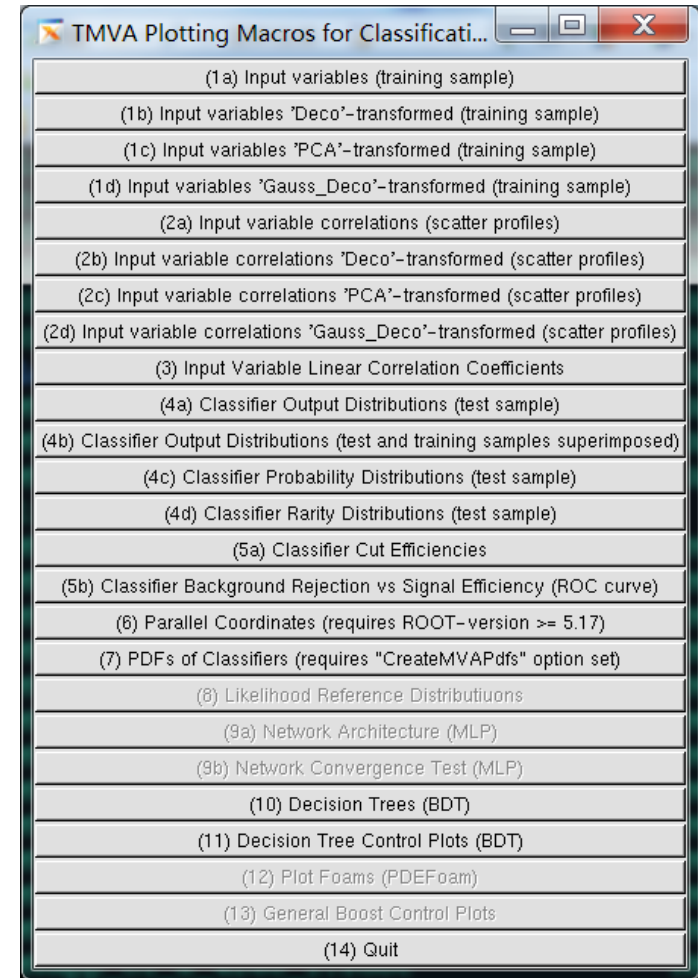 TMVA Plotting Macros for Classificati...
(1a) Input variables (training sample)
(1b) Input variables 'Deco'-transformed (training sample)
(1c) Input variables 'PCA'-transformed (training sample)
(1d) Input variables 'Gauss_Deco'-transformed (training sample)
(2a) Input variable correlations (scatter profiles)
(2b) Input variable correlations 'Deco'-transformed (scatter profiles)
(2c) Input variable correlations 'PCA'-transformed (scatter profiles)
(2d) Input variable correlations 'Gauss_Deco'-transformed (scatter profiles)
(3) Input Variable Linear Correlation Coefficients
(4a) Classifier Output Distributions (test sample)
(4b) Classifier Output Distributions (test and training samples superimposed)
(4c) Classifier Probability Distributions (test sample)
(4d) Classifier Rarity Distributions (test sample)
(5a) Classifier Cut Efficiencies
(5b) Classifier Background Rejection vs Signal Efficiency (ROC curve)
(6) Parallel Coordinates (requires ROOT-version >= 5.17)
(7) PDFs of Classifiers (requires "CreateMVAPdfs" option set)
(8) Likelihood Reference Distributiuons
(9a) Network Architecture (MLP)
(9b) Network Convergence Test (MLP)
(10) Decision Trees (BDT)
(11) Decision Tree Control Plots (BDT)
(12) Plot Foams (PDEFoam)
(13) General Boost Control Plots
(14) Quit